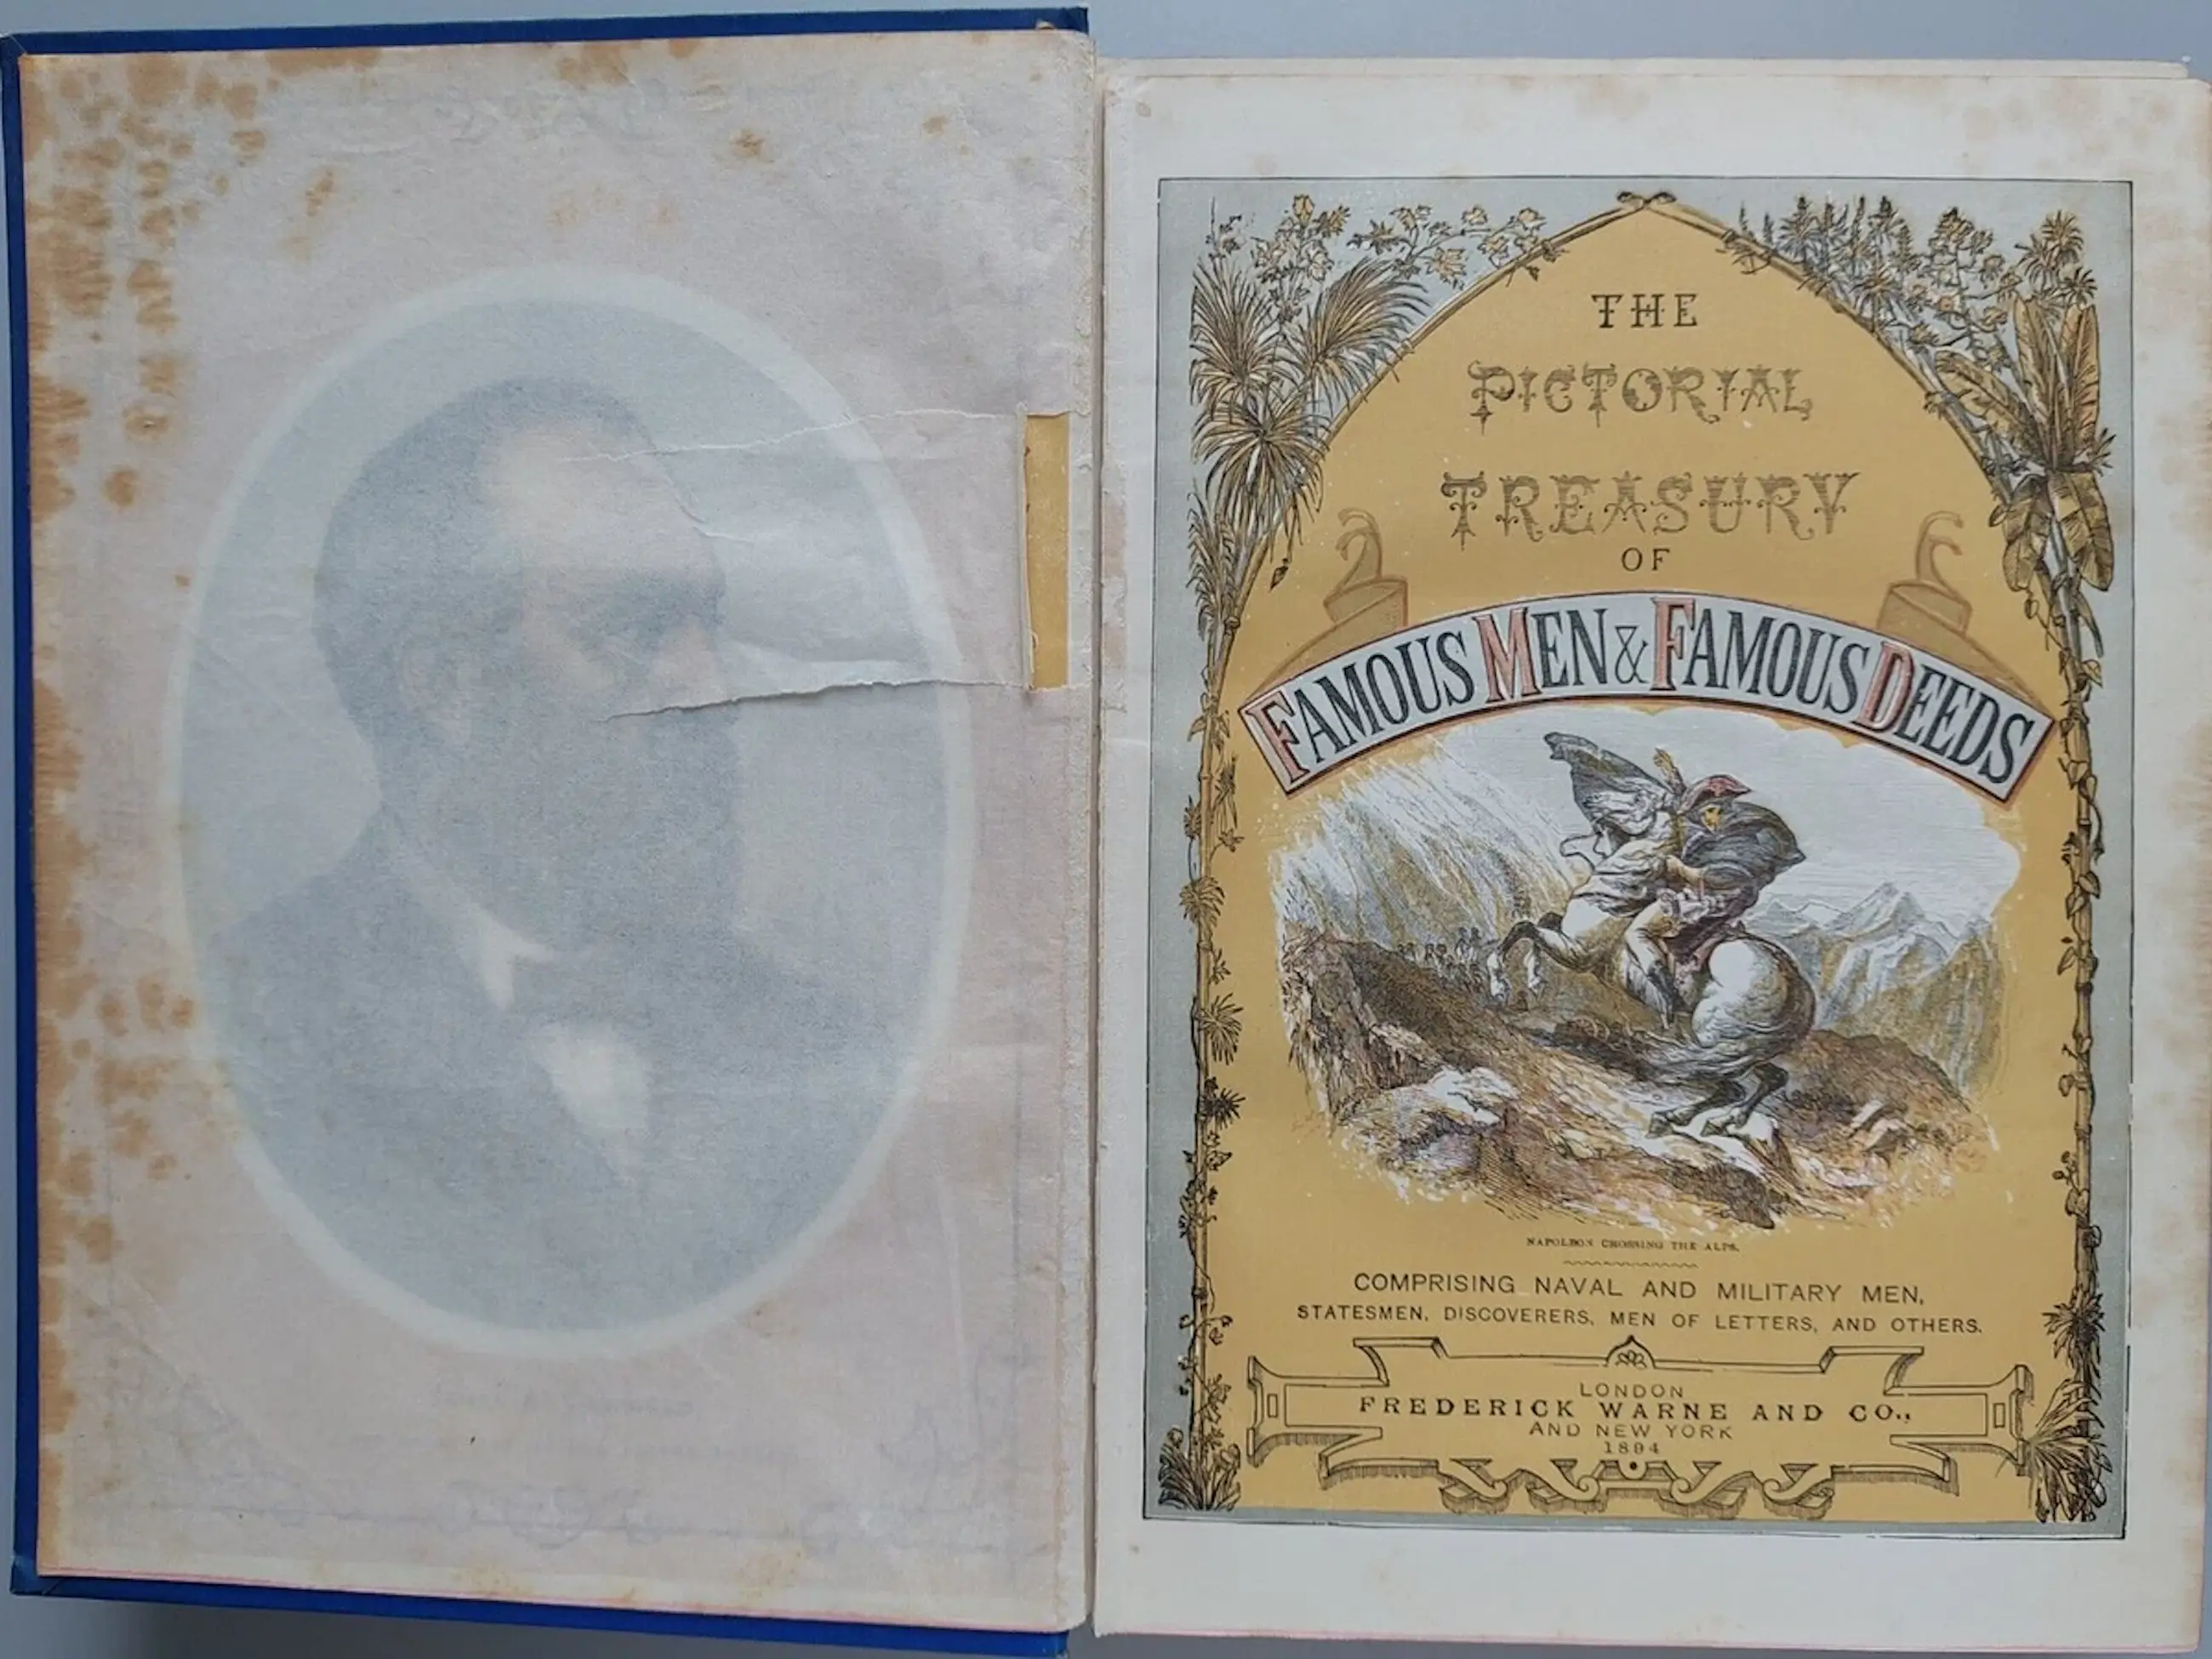 THE
PICTORIAL
TREASURY
OF
FAMOUS MEN & FAMOUS DEEDS
NAPOLEON CROSSING THE ALPS.
COMPRISING NAVAL AND MILITARY MEN,
STATESMEN, DISCOVERERS, MEN OF LETTERS, AND OTHERS.
LONDON
FREDERICK WARNE AND CO.,
AND NEW YORK
1894